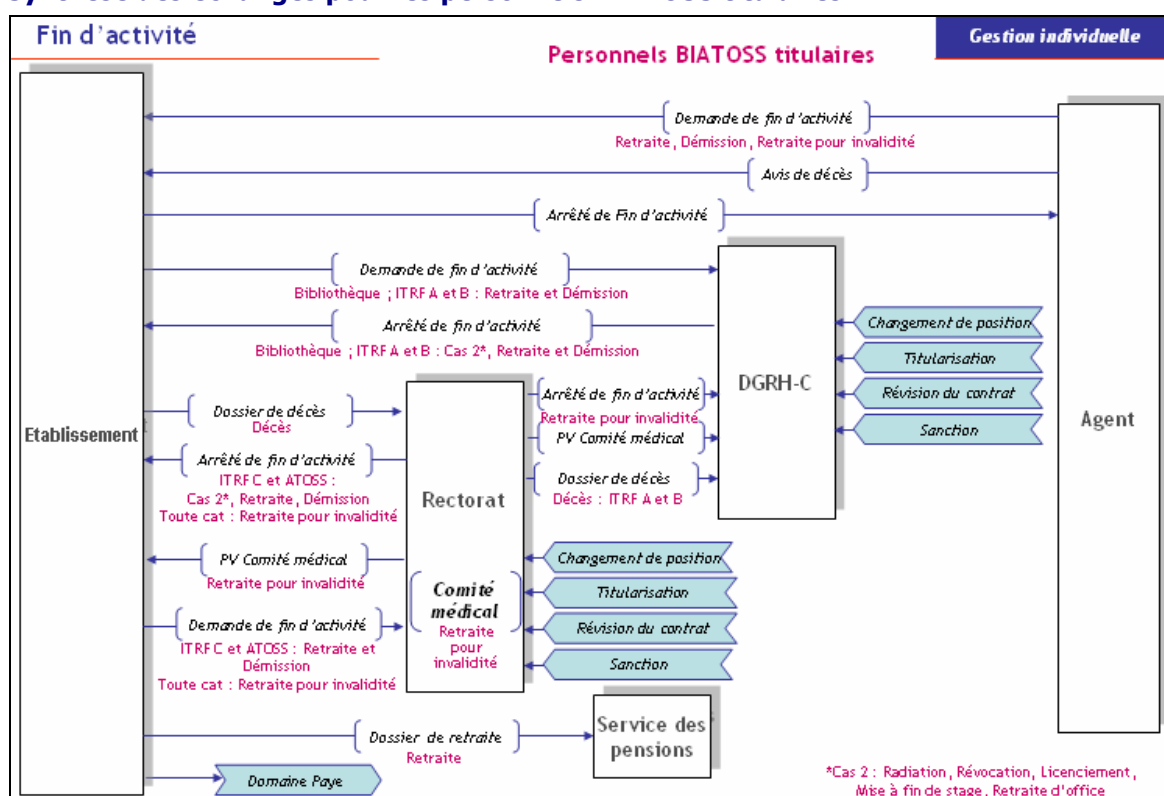 Fin d'activité
Gestion individuelle
Personnels BIATOSS titulaires
Demande de fin d'activité
Retraite, Démission, Retraite pour invalidité
Avis de décès
Arrêté de Fin d'activité
Demande de fin d'activité
Bibliothèque ; ITRF A et B : Retraite et Démission
Arrêté de fin d'activité
Bibliothèque ; ITRF A et B : Cas 2*, Retraite et Démission
Changement de position
Titularisation
Révision du contrat
Sanction
DGRH-C
Agent
Etablissement
Dossier de décès
Décès
Arrêté de fin d'activité
ITRF C et ATOSS :
Cas 2*, Retraite, Démission
Toute cat : Retraite pour invalidité
PV Comité médical
Retraite pour invalidité
Demande de fin d'activité
ITRF C et ATOSS : Retraite et
Démission
Toute cat : Retraite pour invalidité
Rectorat
Comité
médical
Retraite
pour
invalidité
Arrêté de fin d'activité
Retraite pour invalidité
PV Comité médical
Dossier de décès
Décès : ITRF A et B
Changement de position
Titularisation
Révision du contrat
Sanction
Dossier de retraite
Retraite
Service des
pensions
Domaine Paye
*Cas 2 : Radiation, Révocation, Licenciement,
Mise à fin de stage, Retraite d'office